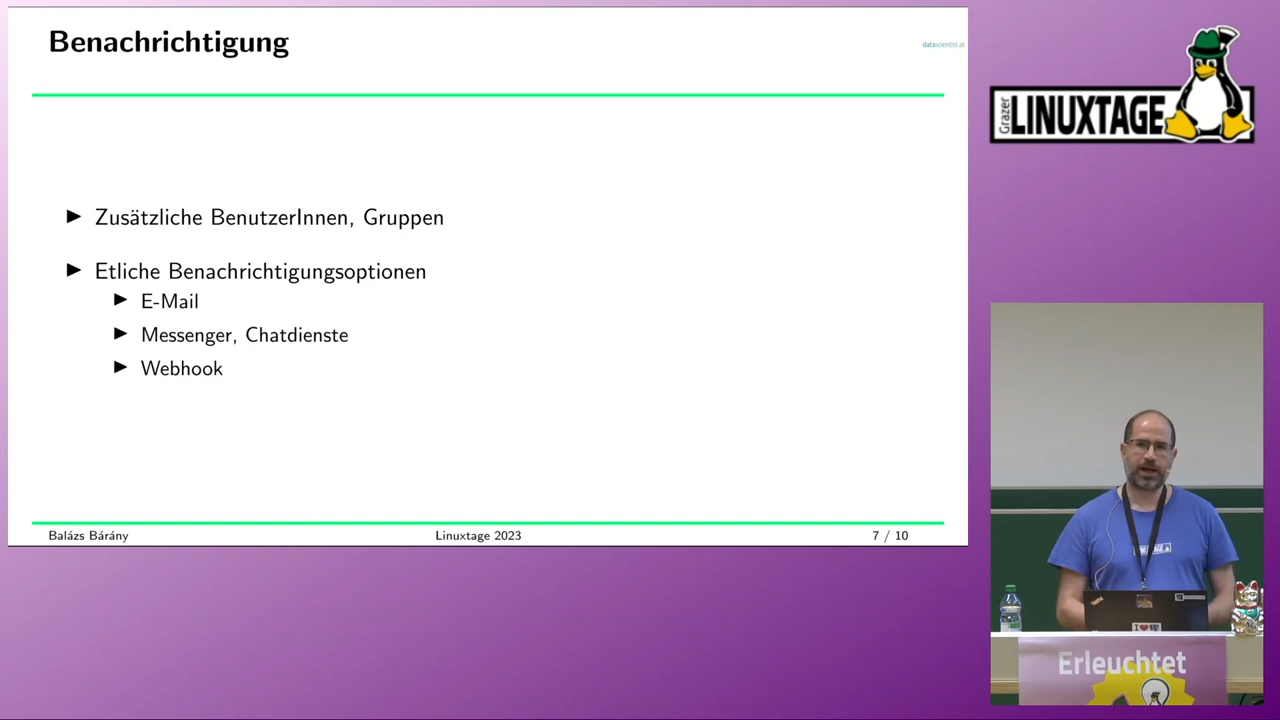 Benachrichtigung
datascientist.at
Grazer
LINUXTAGE
Zusätzliche BenutzerInnen, Gruppen
Etliche Benachrichtigungsoptionen
E-Mail
Messenger, Chatdienste
Webhook
Balázs Bárány
Linuxtage 2023
7 / 10
Erleuchtet